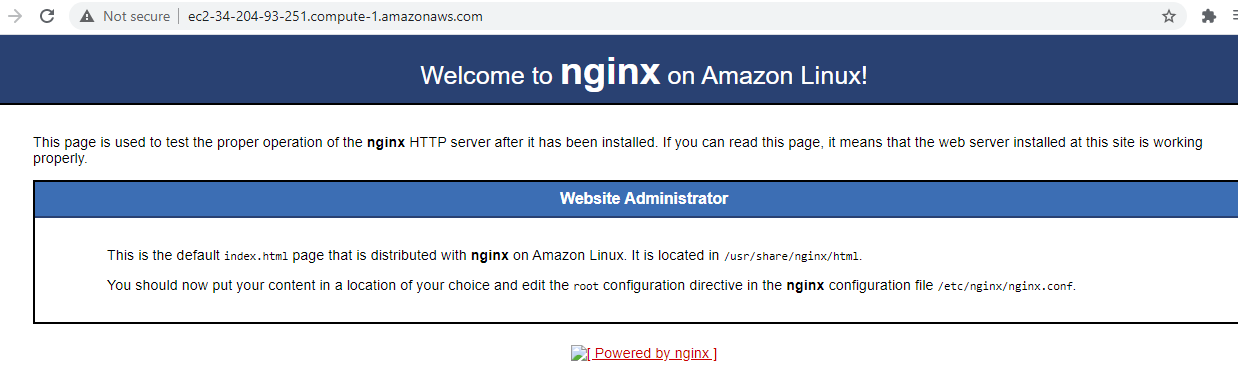 Not secure | ec2-34-204-93-251.compute-1.amazonaws.com
Welcome to nginx on Amazon Linux!
This page is used to test the proper operation of the nginx HTTP server after it has been installed. If you can read this page, it means that the web server installed at this site is working
properly.
Website Administrator
This is the default index.html page that is distributed with nginx on Amazon Linux. It is located in /usr/share/nginx/html.
You should now put your content in a location of your choice and edit the root configuration directive in the nginx configuration file /etc/nginx/nginx.conf.
[ Powered by nginx ]